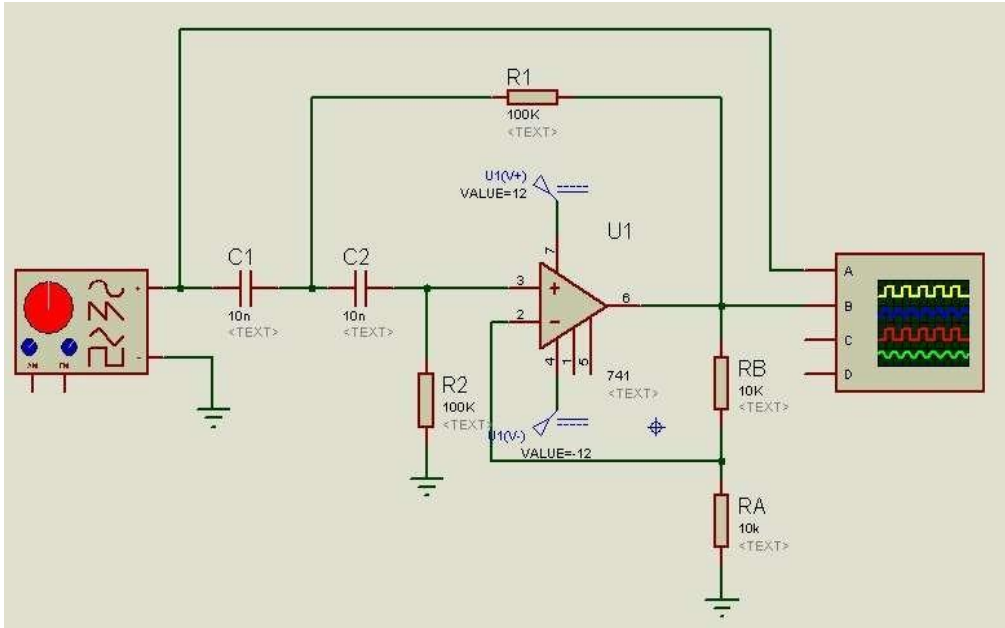 R1
100K
<TEXT>
U1(V+)
VALUE=12
U1
7
C1
C2
+
3
+
6
A
10n
10n
2
−
B
<TEXT>
<TEXT>
C
-
4
1
5
D
R2
741
RB
100K
<TEXT>
10K
<TEXT>
U1(V-)
<TEXT>
VALUE=-12
RA
10k
<TEXT>